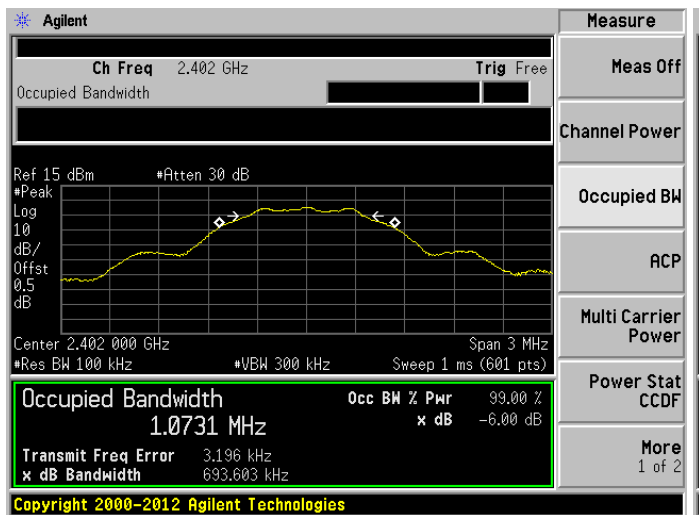 Agilent
Measure
Ch Freq 2.402 GHz Trig Free
Occupied Bandwidth
Meas Off
Channel Power
Occupied BW
ACP
Multi Carrier
Power
Power Stat
CCDF
More
1 of 2
Ref 15 dBm #Atten 30 dB
#Peak
Log
10
dB/
Offst
0.5
dB
Center 2.402 000 GHz Span 3 MHz
#Res BW 100 kHz #VBW 300 kHz Sweep 1 ms (601 pts)
Occupied Bandwidth Occ BW % Pwr 99.00 %
1.0731 MHz x dB -6.00 dB
Transmit Freq Error 3.196 kHz
x dB Bandwidth 693.603 kHz
Copyright 2000-2012 Agilent Technologies